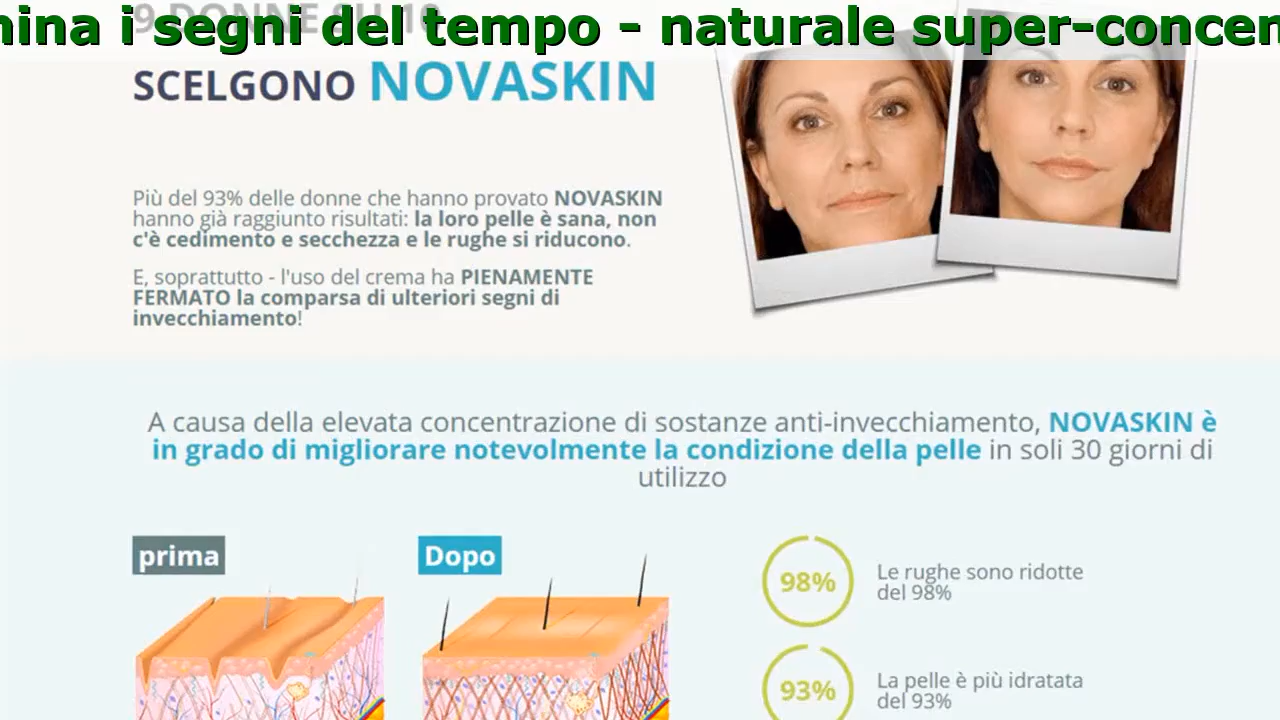 mina i segni del tempo - naturale super-concen
9 DONNE SU 10
SCELGONO NOVASKIN
Più del 93% delle donne che hanno provato NOVASKIN
hanno già raggiunto risultati: la loro pelle è sana, non
c'è cedimento e secchezza e le rughe si riducono.
E, soprattutto - l'uso del crema ha PIENAMENTE
FERMATO la comparsa di ulteriori segni di
invecchiamento!
A causa della elevata concentrazione di sostanze anti-invecchiamento, NOVASKIN è
in grado di migliorare notevolmente la condizione della pelle in soli 30 giorni di
utilizzo
prima
Dopo
98%
Le rughe sono ridotte
del 98%
93%
La pelle è più idratata
del 93%